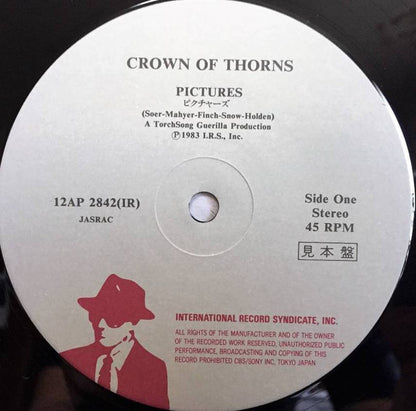 CROWN OF THORNS
PICTURES
ピクチャーズ
(Soer-Mahyer-Finch-Snow-Holden)
A TorchSong Guerilla Production
Ⓟ1983 I.R.S., Inc.
12AP 2842(IR)
JASRAC
Side One
Stereo
45 RPM
見本盤
INTERNATIONAL RECORD SYNDICATE, INC.
ALL RIGHTS OF THE MANUFACTURER AND OF THE OWNER
OF THE RECORDED WORK RESERVED, UNAUTHORIZED PUBLIC
PERFORMANCE, BROADCASTING AND COPYING OF THIS
RECORD PROHIBITED CBS/SONY INC. TOKYO JAPAN